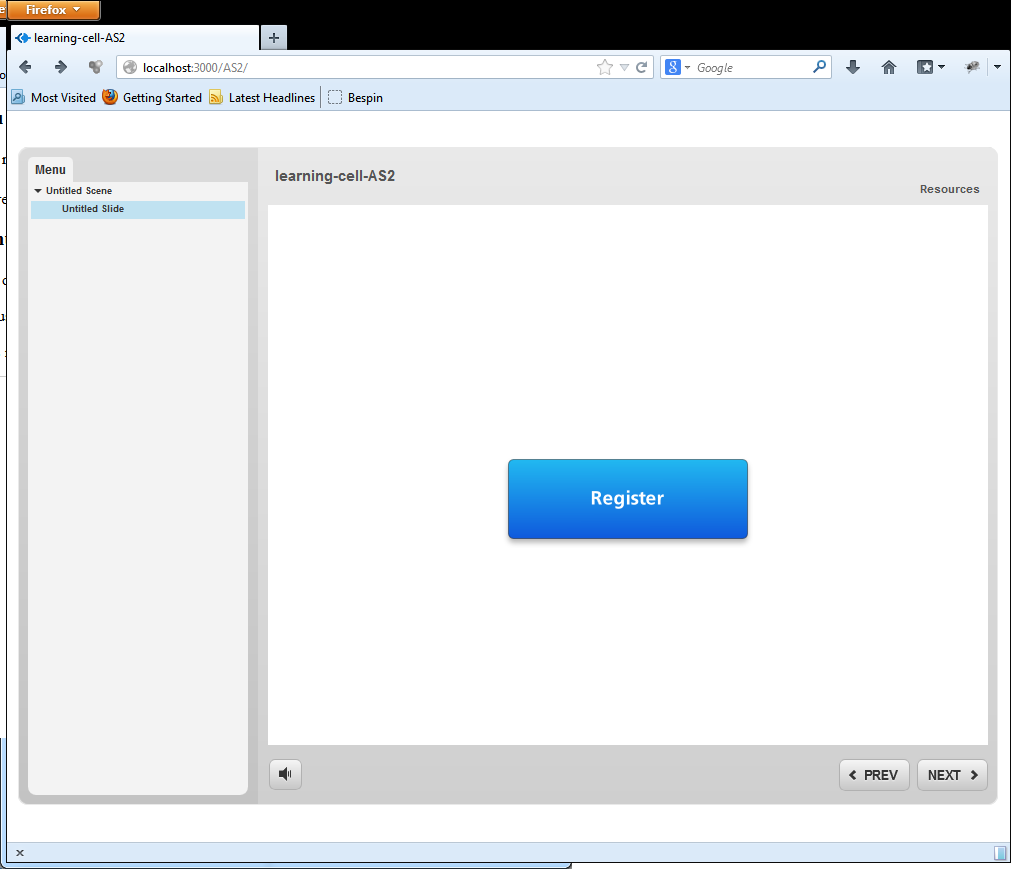 Firefox
learning-cell-AS2
localhost:3000/AS2/
Google
Most Visited Getting Started Latest Headlines Bespin
Menu
Untitled Scene
Untitled Slide
learning-cell-AS2
Resources
Register
PREV NEXT